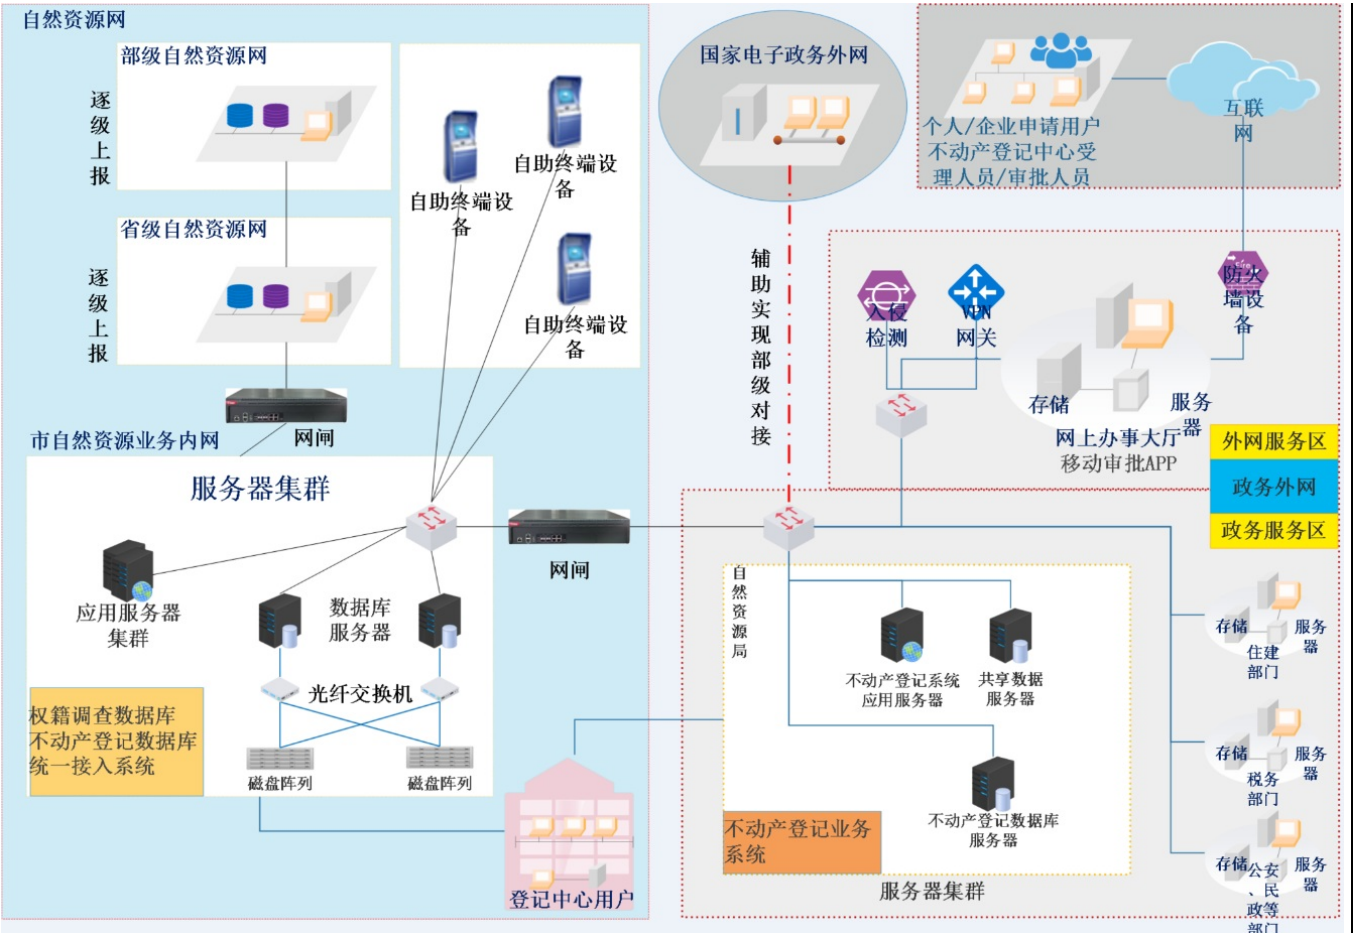 自然资源网
部级自然资源网
逐
级
上
报
省级自然资源网
逐
级
上
报
自助终端设
备
自助终端设
备
自助终端设
备
网闸
市自然资源业务内网
服务器集群
应用服务器
集群
数据库
服务器
光纤交换机
磁盘阵列
磁盘阵列
权籍调查数据库
不动产登记数据库
统一接入系统
网闸
登记中心用户
国家电子政务外网
辅
助
实
现
部
级
对
接
个人/企业申请用户
不动产登记中心受
理人员/审批人员
互联
网
入侵
检测
VPN
网关
防火
墙设
备
存储
服务
器
网上办事大厅
移动审批APP
外网服务区
政务外网
政务服务区
自
然
资
源
局
不动产登记系统
应用服务器
共享数据
服务器
不动产登记数据库
服务器
不动产登记业务
系统
服务器集群
存储
服务
器
住建
部门
存储
服务
器
税务
部门
存储
服务
器
公安
、民
政等
部门